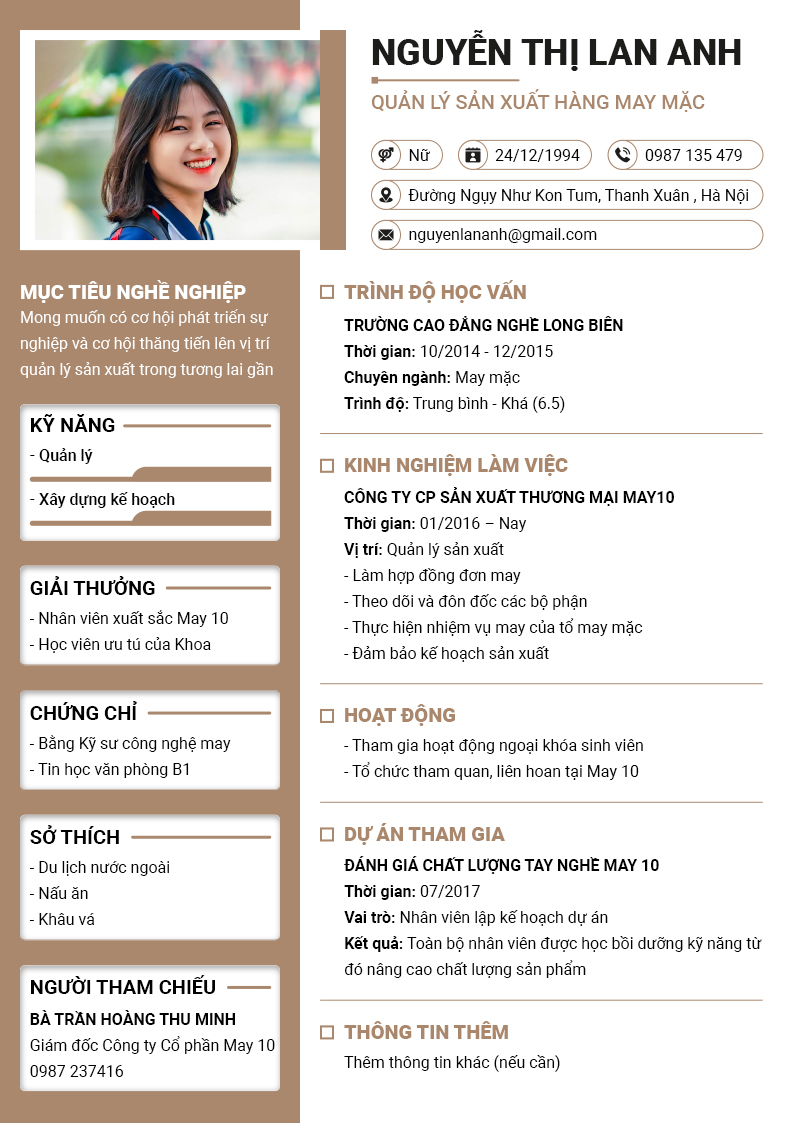 NGUYỄN THỊ LAN ANH
QUẢN LÝ SẢN XUẤT HÀNG MAY MẶC
Nữ
24/12/1994
0987 135 479
Đường Ngụy Như Kon Tum, Thanh Xuân , Hà Nội
nguyenlananh@gmail.com
MỤC TIÊU NGHỀ NGHIỆP
Mong muốn có cơ hội phát triển sự
nghiệp và cơ hội thăng tiến lên vị trí
quản lý sản xuất trong tương lai gần
KỸ NĂNG
- Quản lý
- Xây dựng kế hoạch
GIẢI THƯỞNG
- Nhân viên xuất sắc May 10
- Học viên ưu tú của Khoa
CHỨNG CHỈ
- Bằng Kỹ sư công nghệ may
- Tin học văn phòng B1
SỞ THÍCH
- Du lịch nước ngoài
- Nấu ăn
- Khâu vá
NGƯỜI THAM CHIẾU
BÀ TRẦN HOÀNG THU MINH
Giám đốc Công ty Cổ phần May 10
0987 237416
TRÌNH ĐỘ HỌC VẤN
TRƯỜNG CAO ĐẲNG NGHỀ LONG BIÊN
Thời gian: 10/2014 - 12/2015
Chuyên ngành: May mặc
Trình độ: Trung bình - Khá (6.5)
KINH NGHIỆM LÀM VIỆC
CÔNG TY CP SẢN XUẤT THƯƠNG MẠI MAY10
Thời gian: 01/2016 – Nay
Vị trí: Quản lý sản xuất
- Làm hợp đồng đơn may
- Theo dõi và đôn đốc các bộ phận
- Thực hiện nhiệm vụ may của tổ may mặc
- Đảm bảo kế hoạch sản xuất
HOẠT ĐỘNG
- Tham gia hoạt động ngoại khóa sinh viên
- Tổ chức tham quan, liên hoan tại May 10
DỰ ÁN THAM GIA
ĐÁNH GIÁ CHẤT LƯỢNG TAY NGHỀ MAY 10
Thời gian: 07/2017
Vai trò: Nhân viên lập kế hoạch dự án
Kết quả: Toàn bộ nhân viên được học bồi dưỡng kỹ năng từ
đó nâng cao chất lượng sản phẩm
THÔNG TIN THÊM
Thêm thông tin khác (nếu cần)